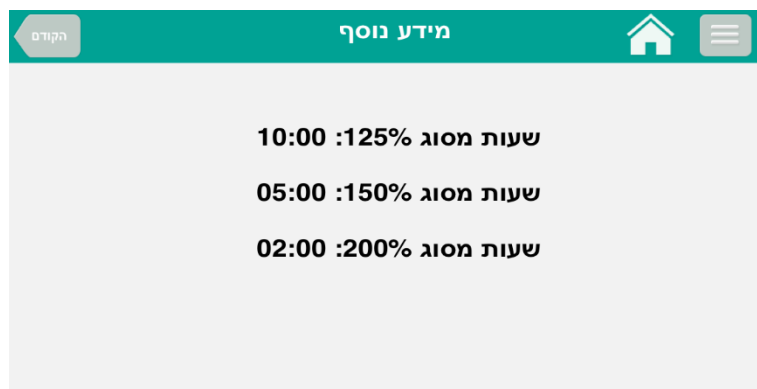 מידע נוסף
הקודם
שעות מסוג 125%: 10:00
שעות מסוג 150%: 05:00
שעות מסוג 200%: 02:00